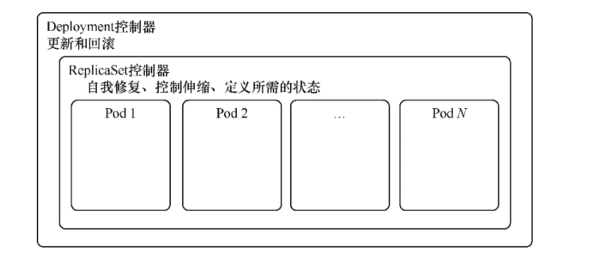 Deployment控制器
更新和回滚
ReplicaSet控制器
自我修复、控制伸缩、定义所需的状态
Pod 1
Pod 2
…
Pod N